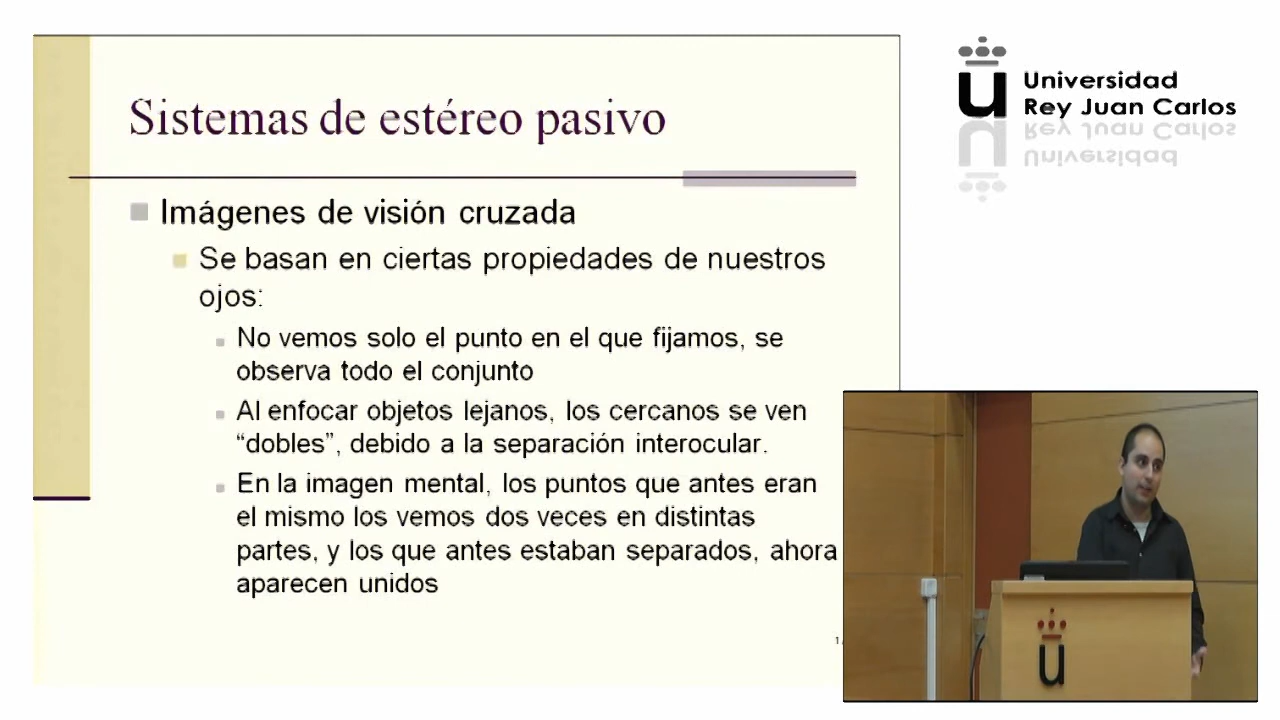 Sistemas de estéreo pasivo
Imágenes de visión cruzada
Se basan en ciertas propiedades de nuestros
ojos:
No vemos solo el punto en el que fijamos, se
observa todo el conjunto
Al enfocar objetos lejanos, los cercanos se ven
“dobles”, debido a la separación interocular.
En la imagen mental, los puntos que antes eran
el mismo los vemos dos veces en distintas
partes, y los que antes estaban separados, ahora
aparecen unidos
1
u
Universidad
Rey Juan Carlos
u